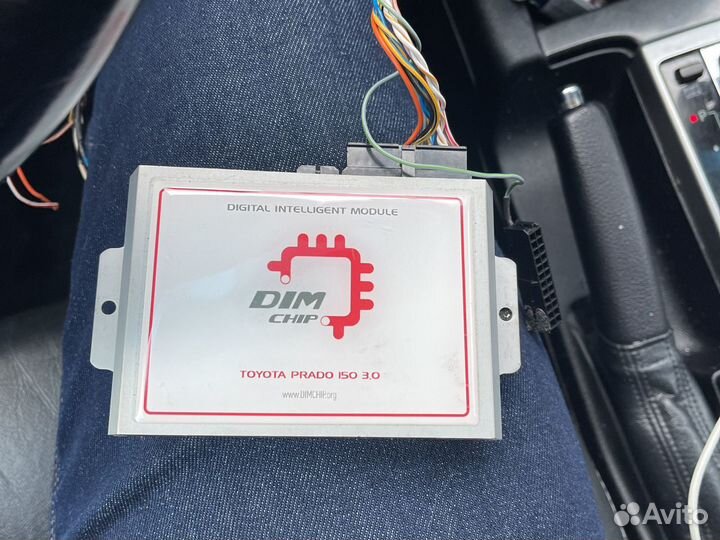 DIGITAL INTELLIGENT MODULE
DIM
CHIP
TOYOTA PRADO 150 3.0
www.DIMCHIP.org
P
Avito